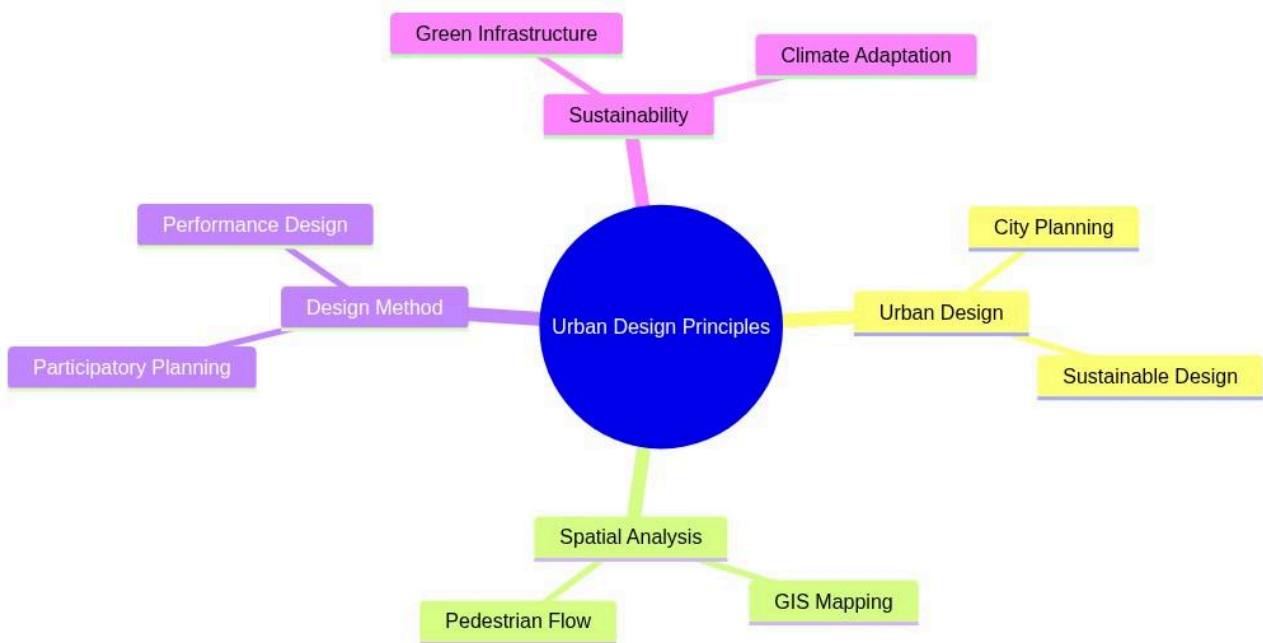 Green Infrastructure
Climate Adaptation
Sustainability
Performance Design
City Planning
Design Method
Urban Design Principles
Urban Design
Participatory Planning
Sustainable Design
Spatial Analysis
Pedestrian Flow
GIS Mapping